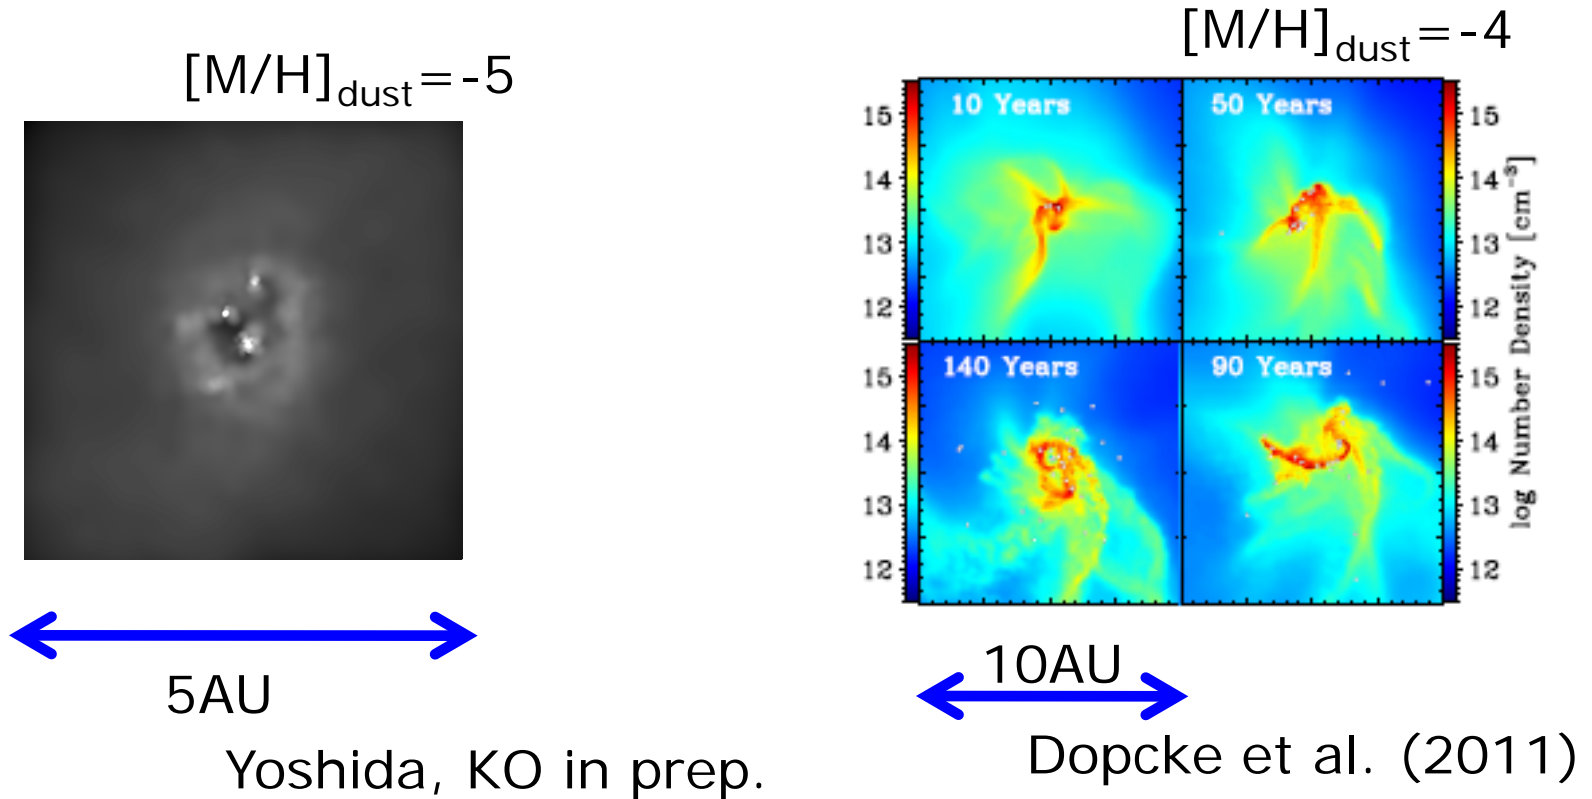 [M/H]dust=-5
5AU
Yoshida, KO in prep.
[M/H]dust=-4
15
14
13
12
10 Years
50 Years
15
14
13
12
15
14
13
12
140 Years
90 Years
15
14
13
12
log Number Density [cm⁻³]
10AU
Dopcke et al. (2011)